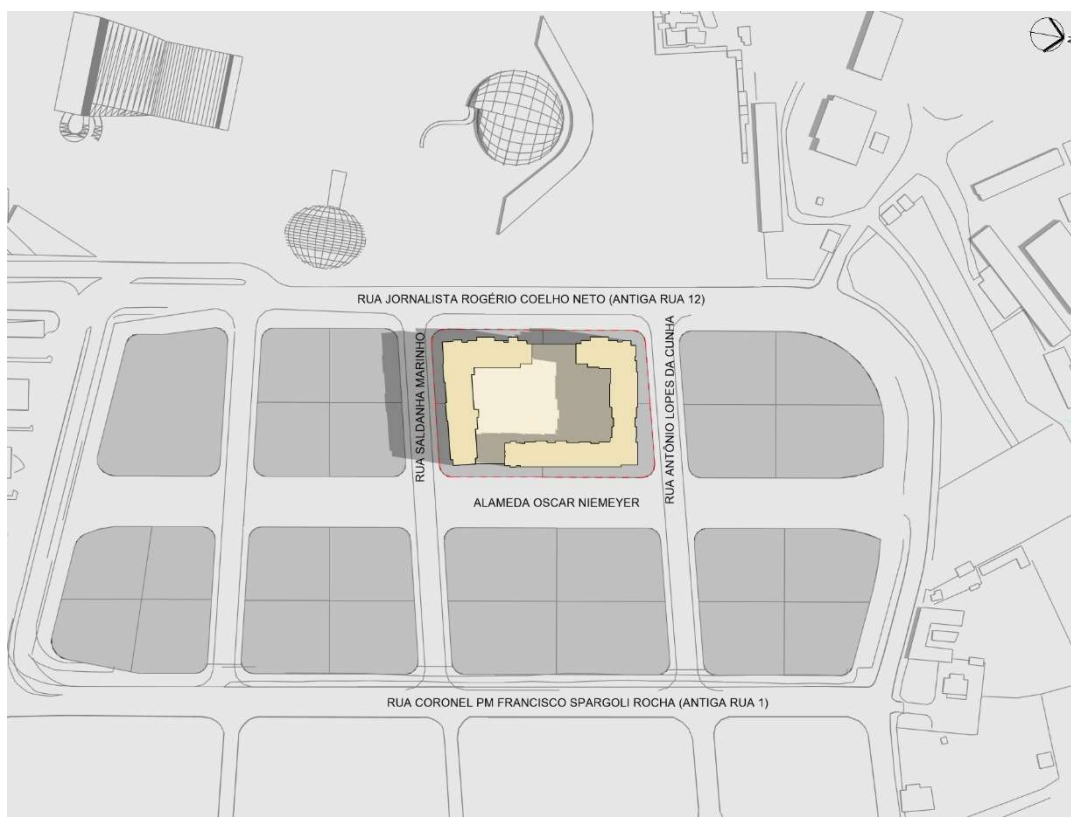 RUA JORNALISTA ROGÉRIO COELHO NETO (ANTIGA RUA 12)
RUA SALDANHA MARINHO
RUA ANTÔNIO LOPES DA CUNHA
ALAMEDA OSCAR NIEMEYER
RUA CORONEL PM FRANCISCO SPARGOLI ROCHA (ANTIGA RUA 1)